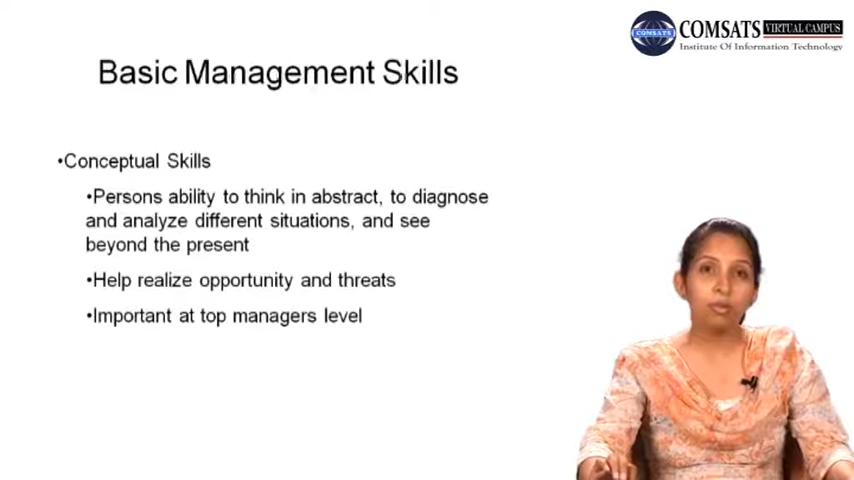 COMSATS VIRTUAL CAMPUS
COMSATS
Institute Of Information Technology
Basic Management Skills
•Conceptual Skills
•Persons ability to think in abstract, to diagnose
and analyze different situations, and see
beyond the present
•Help realize opportunity and threats
•Important at top managers level